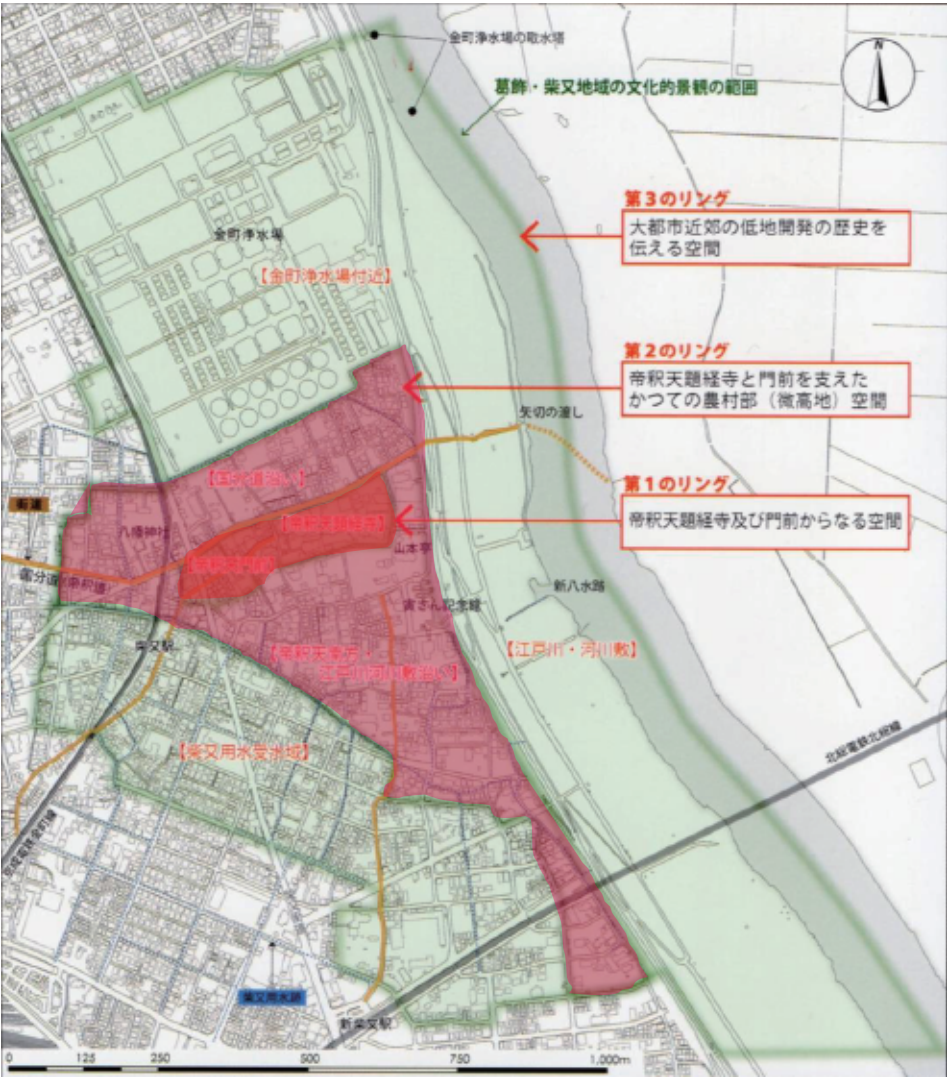 金町浄水場の取水塔
N
葛飾・柴又地域の文化的景観の範囲
第3のリング
大都市近郊の低地開発の歴史を
伝える空間
金町浄水場
【金町浄水場付近】
第2のリング
帝釈天題経寺と門前を支えた
かつての農村部（微高地）空間
矢切の渡し
【国分道沿い】
第1のリング
帝釈天題経寺及び門前からなる空間
街道
【帝釈天題経寺】
八幡神社
山本亭
【帝釈天門前】
国分道（帝釈道）
新八水路
寅さん記念館
柴又駅
【江戸川・河川敷】
江戸川河川敷沿い】
【柴又用水受水域】
北総電鉄北総線
京成電鉄金町線
柴又用水跡
新柴又駅
0 125 250 500 750 1,000m